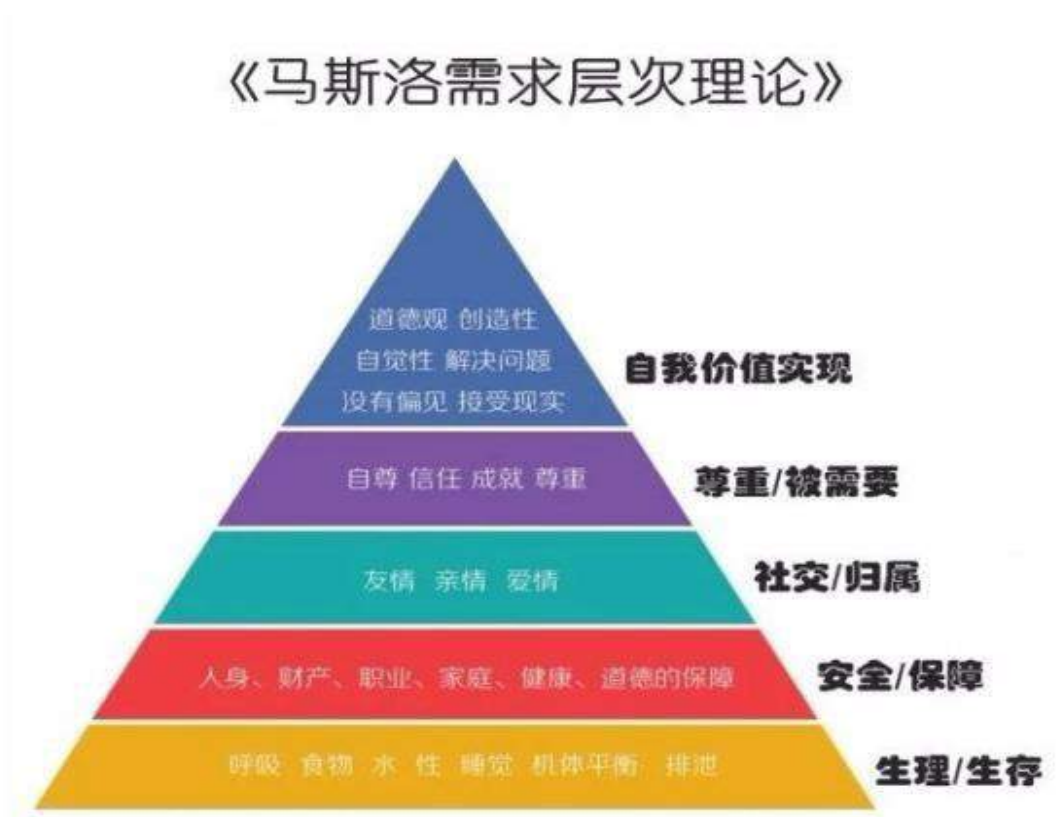 《马斯洛需求层次理论》
道德观 创造性
自觉性 解决问题
没有偏见 接受现实
自我价值实现
自尊 信任 成就 尊重
尊重/被需要
友情 亲情 爱情
社交/归属
人身、财产、职业、家庭、健康、道德的保障
安全/保障
呼吸 食物 水 性 睡觉 机体平衡 排泄
生理/生存